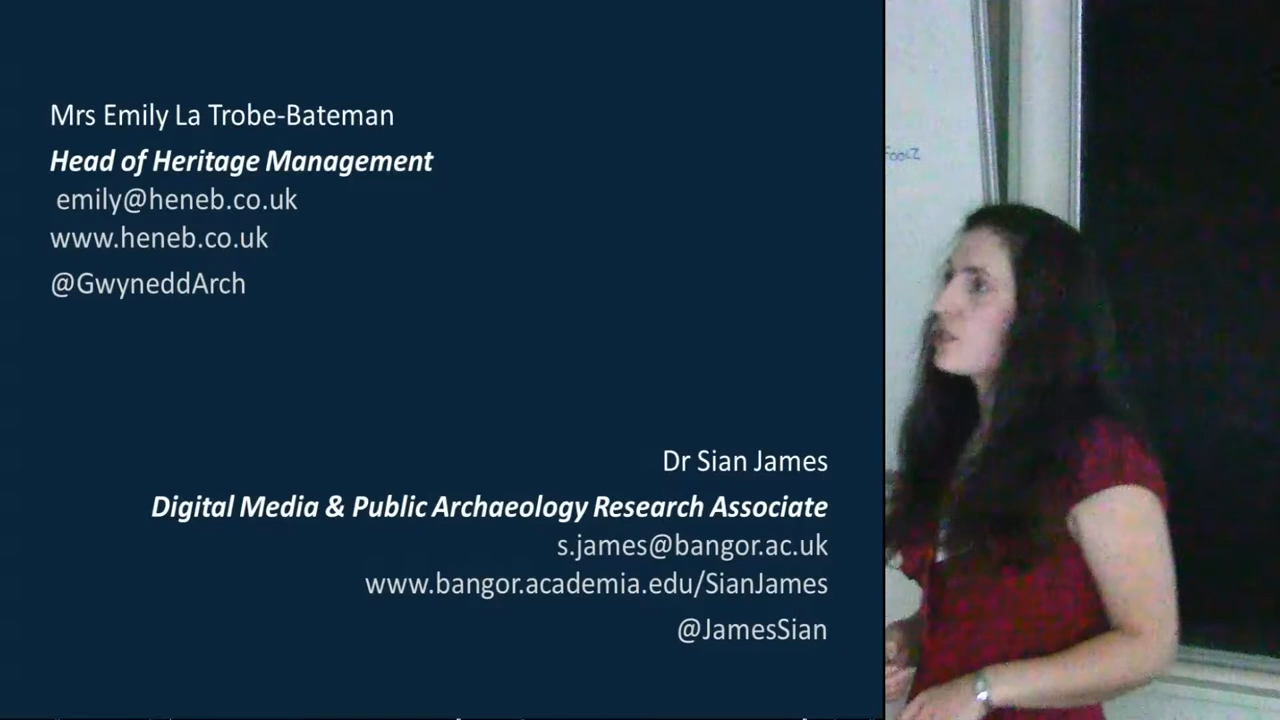 Mrs Emily La Trobe-Bateman
Head of Heritage Management
emily@heneb.co.uk
www.heneb.co.uk
@GwyneddArch
Dr Sian James
Digital Media & Public Archaeology Research Associate
s.james@bangor.ac.uk
www.bangor.academia.edu/SianJames
@JamesSian